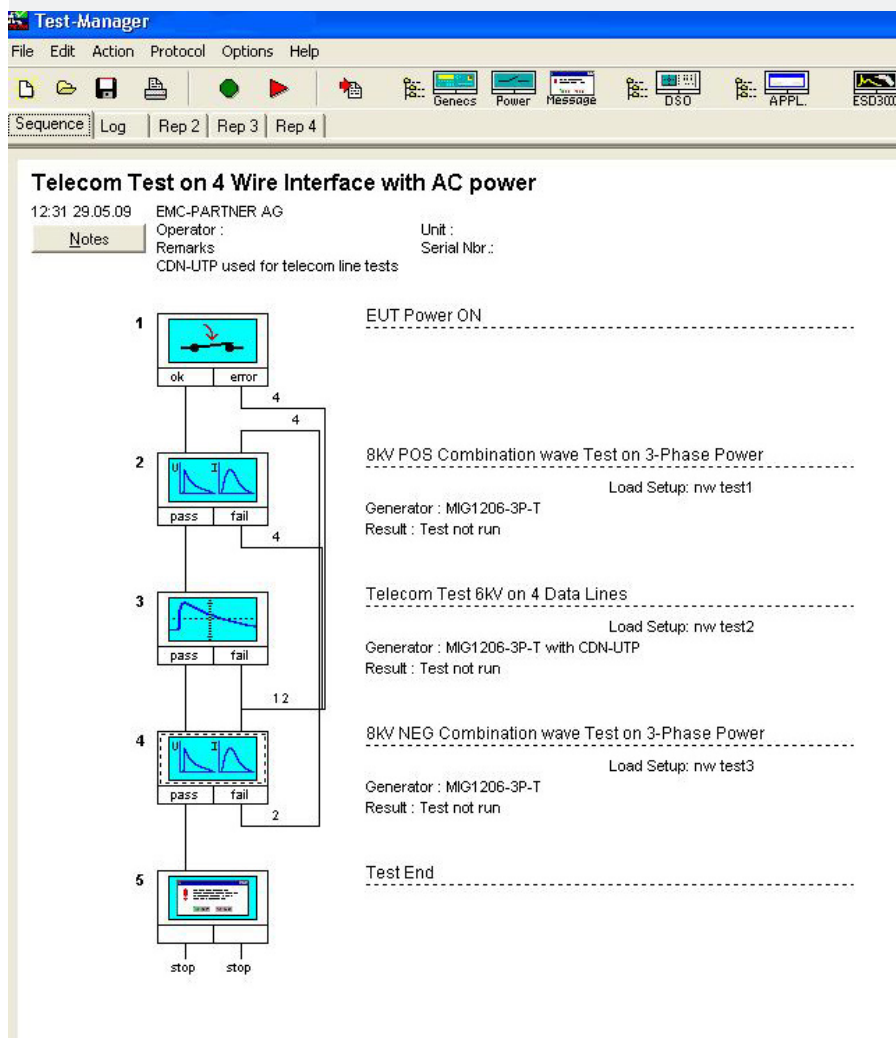 Test-Manager
File Edit Action Protocol Options Help
Genecs Power Message DSO APPL. ESD3000
Sequence Log Rep 2 Rep 3 Rep 4
Telecom Test on 4 Wire Interface with AC power
12:31 29.05.09 EMC-PARTNER AG
Notes
Operator : Unit :
Remarks Serial Nbr.:
CDN-UTP used for telecom line tests
1 EUT Power ON
ok error
4
4
2 8kV POS Combination wave Test on 3-Phase Power
U I
Load Setup: nw test1
Generator : MIG1206-3P-T
pass fail
Result : Test not run
4
3 Telecom Test 6kV on 4 Data Lines
Load Setup: nw test2
Generator : MIG1206-3P-T with CDN-UTP
pass fail
Result : Test not run
1 2
4 8kV NEG Combination wave Test on 3-Phase Power
U I
Load Setup: nw test3
Generator : MIG1206-3P-T
pass fail
Result : Test not run
2
5 Test End
stop stop